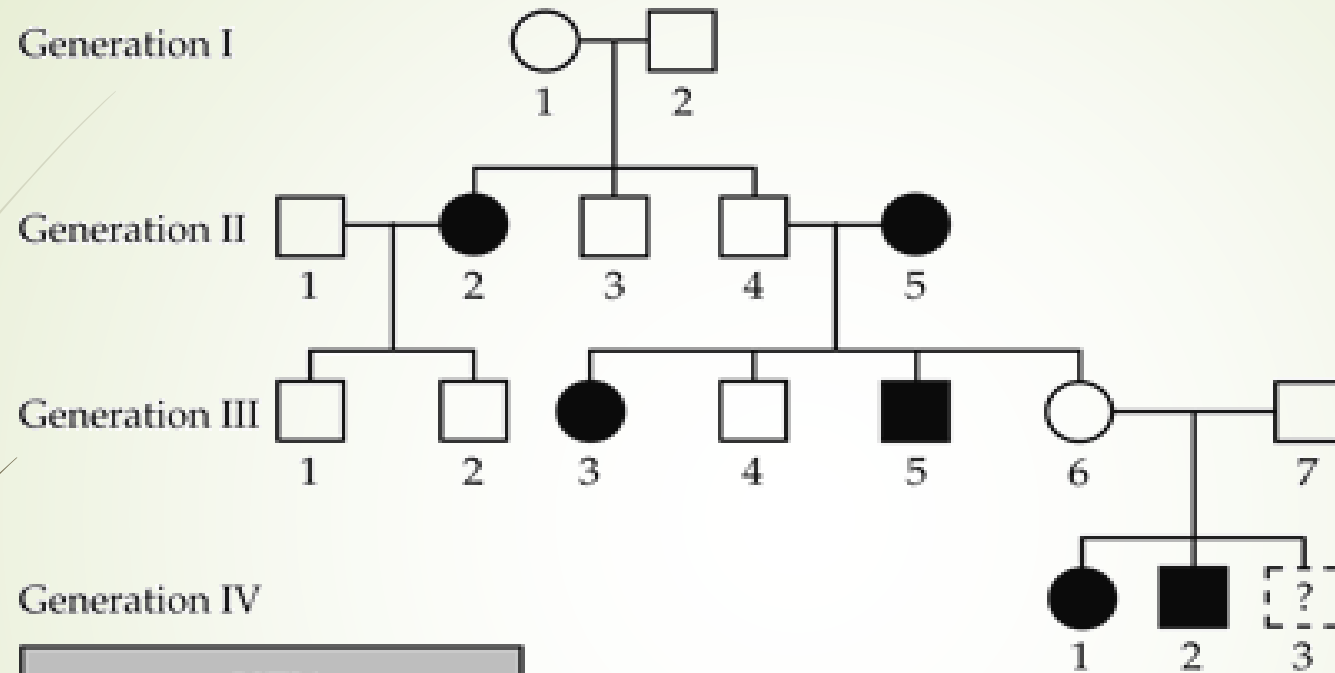 Generation I
1 2
Generation II
1 2 3 4 5
Generation III
1 2 3 4 5 6 7
Generation IV
?
1 2 3